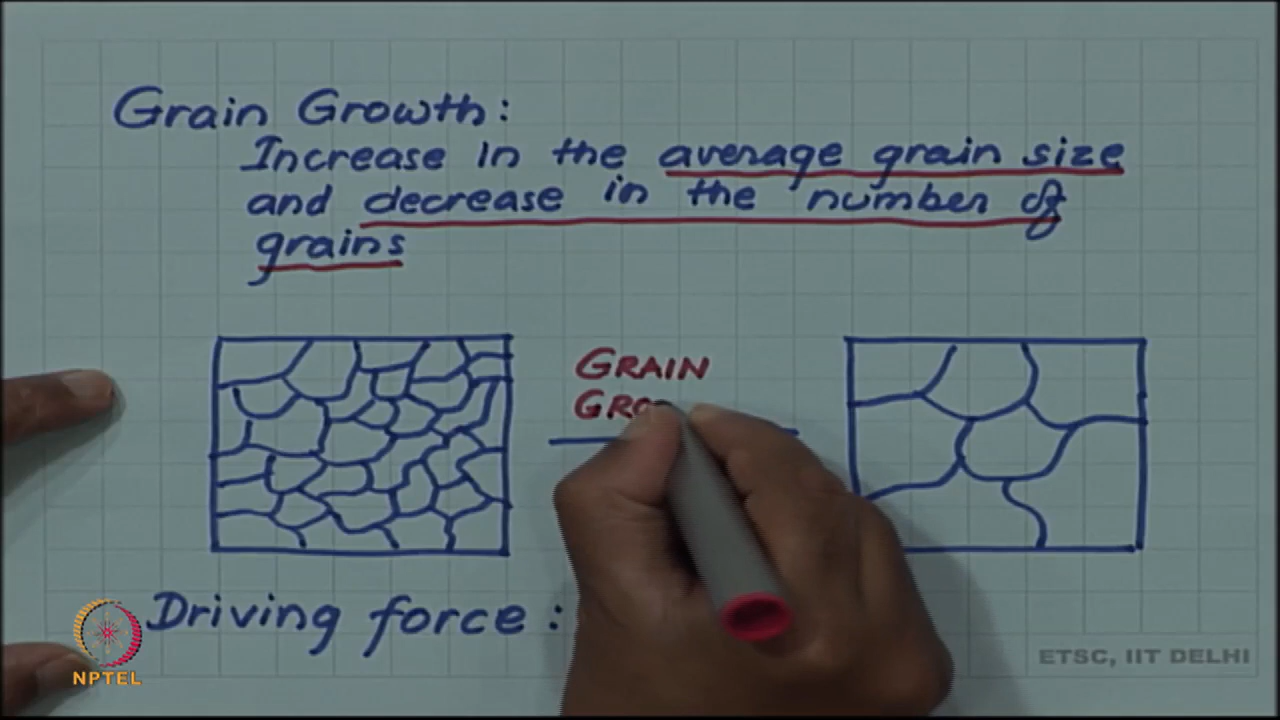 Grain Growth:
Increase in the average grain size
and decrease in the number of
grains
GRAIN
GRO
Driving force:
NPTEL
ETSC, IIT DELHI